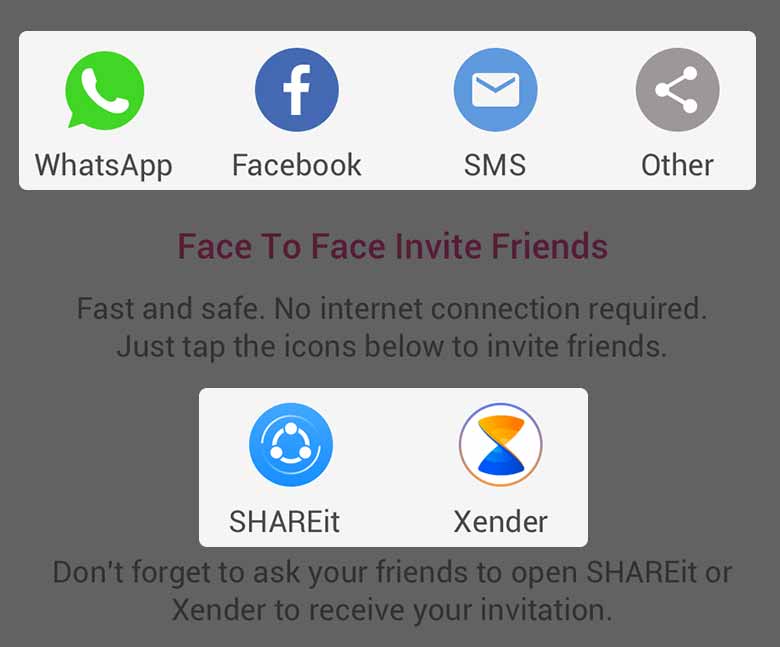 WhatsApp Facebook SMS Other
Face To Face Invite Friends
Fast and safe. No internet connection required.
Just tap the icons below to invite friends.
SHAREit Xender
Don't forget to ask your friends to open SHAREit or
Xender to receive your invitation.